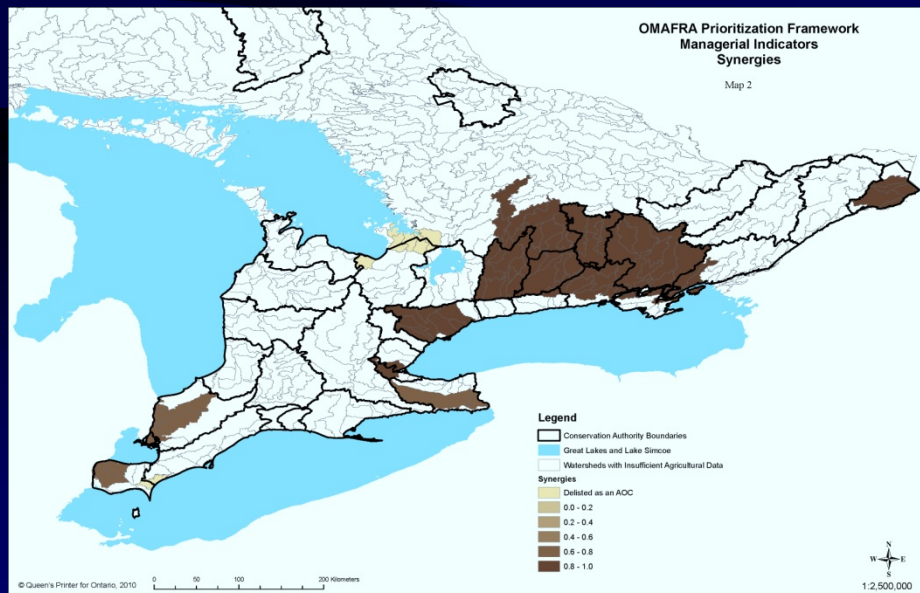 OMAFRA Prioritization Framework
Managerial Indicators
Synergies
Map 2
Legend
Conservation Authority Boundaries
Great Lakes and Lake Simcoe
Watersheds with Insufficient Agricultural Data
Synergies
Delisted as an AOC
0.0 - 0.2
0.2 - 0.4
0.4 - 0.6
0.6 - 0.8
0.8 - 1.0
N
W E
S
© Queen's Printer for Ontario, 2010
0 50 100 200 Kilometers
1:2,500,000